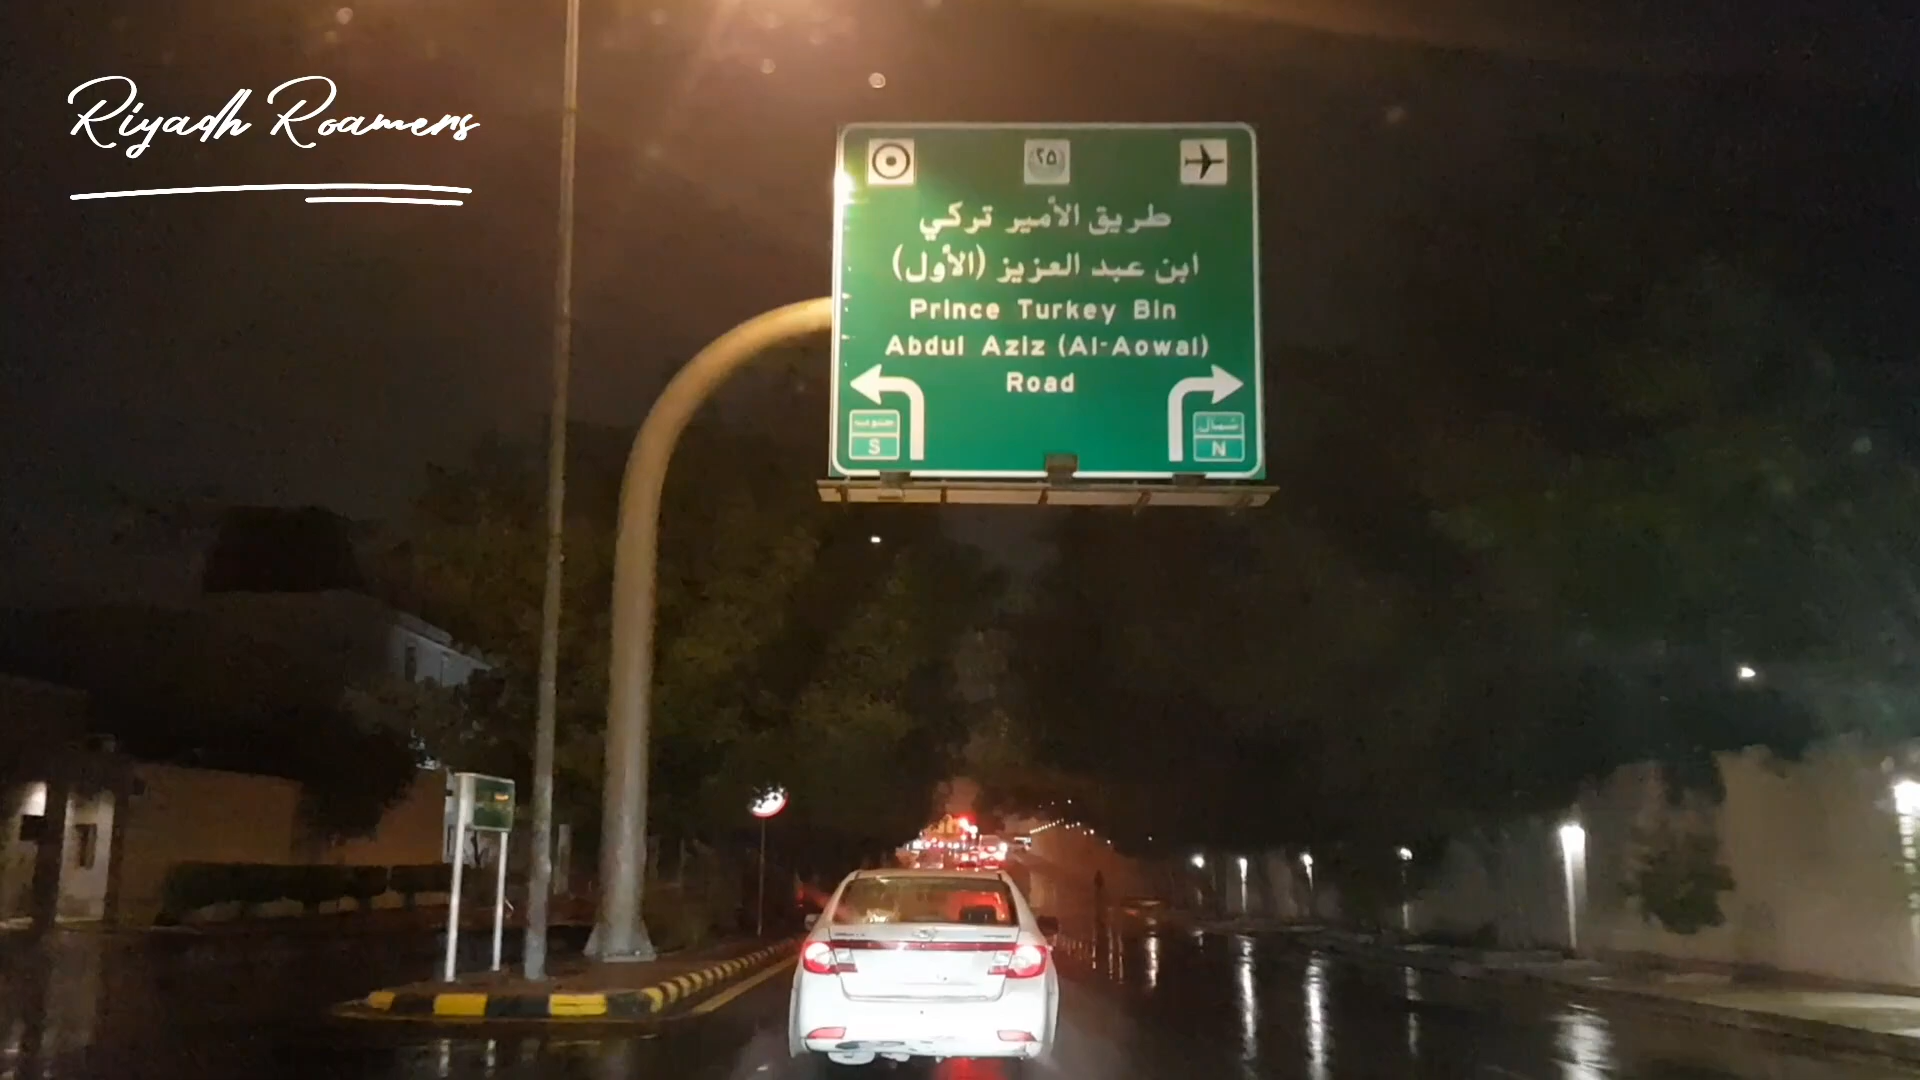 Riyadh Roamers
٢٥
طريق الأمير تركي
ابن عبد العزيز (الأول)
Prince Turkey Bin
Abdul Aziz (Al-Aowal)
Road
جنوب
S
شمال
N